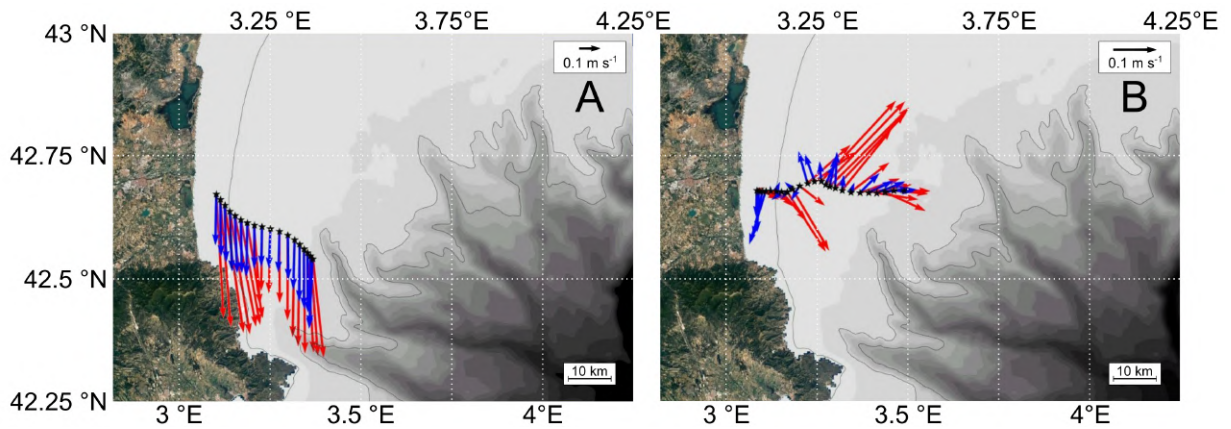 3.25 °E 3.75 °E 4.25 °E
3.25 °E 3.75 °E 4.25 °E
43 °N
0.1 m s⁻¹
0.1 m s⁻¹
A
B
42.75 °N
42.5 °N
10 km
10 km
42.25 °N
3 °E 3.5 °E 4 °E
3 °E 3.5 °E 4 °E